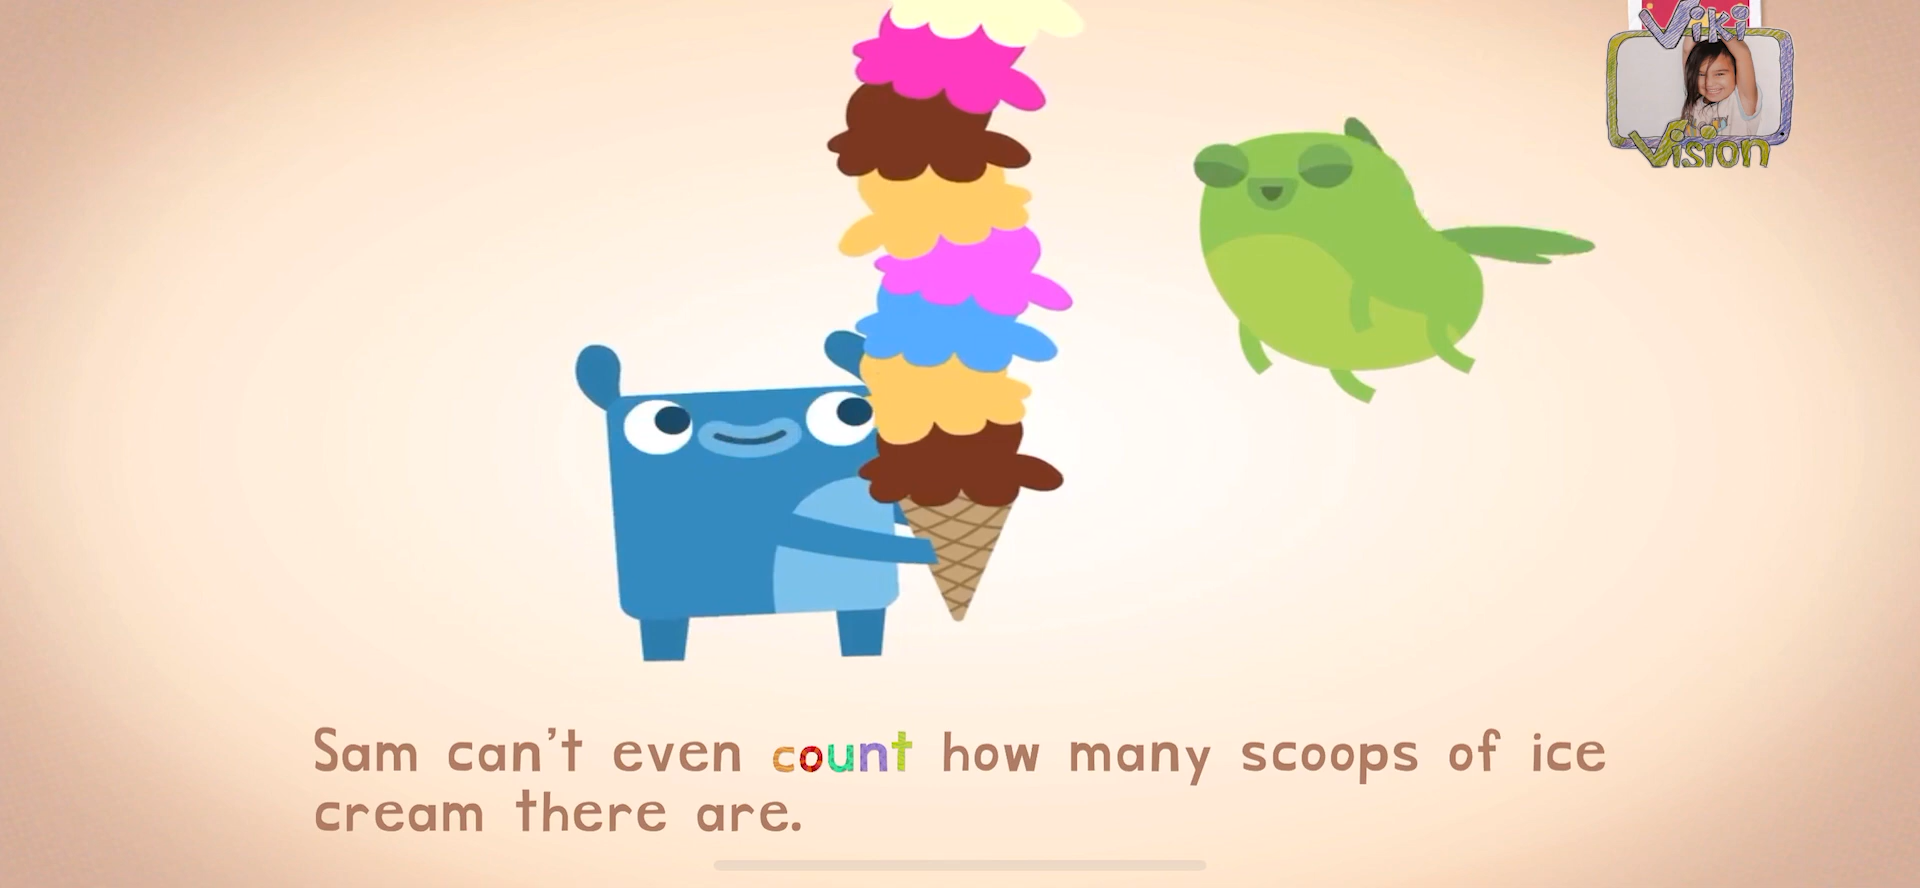 Viki
Vision
Sam can't even count how many scoops of ice
cream there are.